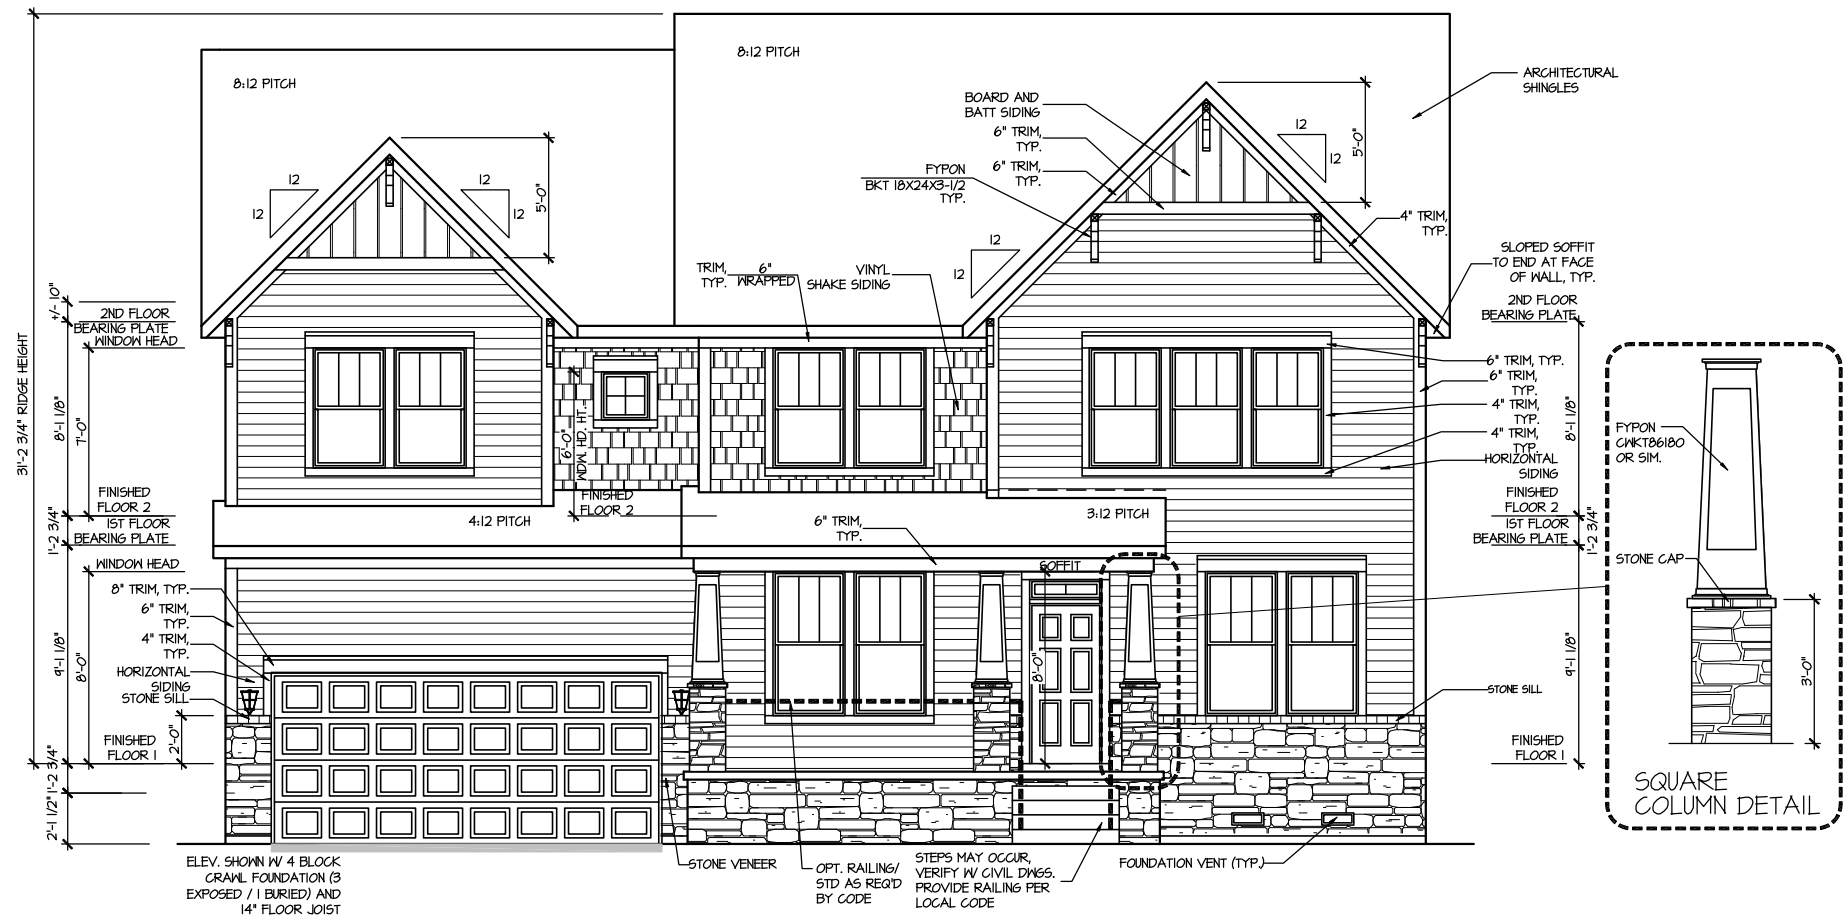 8:12 PITCH
8:12 PITCH
ARCHITECTURAL
SHINGLES
BOARD AND
BATT SIDING
6" TRIM,
TYP.
6" TRIM,
TYP.
FYPON
BKT 18X24X3-1/2
TYP.
12
12
12
12
5'-0"
12
12
12
12
5'-0"
4" TRIM,
TYP.
SLOPED SOFFIT
TO END AT FACE
OF WALL, TYP.
TRIM,
TYP.
6"
WRAPPED
VINYL
SHAKE SIDING
31'-2 3/4" RIDGE HEIGHT
+/- 10"
2ND FLOOR
BEARING PLATE
WINDOW HEAD
8'-1 1/8"
7'-0"
FINISHED
FLOOR 2
1ST FLOOR
BEARING PLATE
1'-2 3/4"
WINDOW HEAD
8" TRIM, TYP.
6" TRIM,
TYP.
4" TRIM,
TYP.
HORIZONTAL
SIDING
STONE SILL
9'-1 1/8"
8'-0"
2'-0"
FINISHED
FLOOR 1
1'-2 3/4"
2'-1 1/2"
6'-0"
WDW. HD. HT.
FINISHED
FLOOR 2
4:12 PITCH
3:12 PITCH
6" TRIM,
TYP.
SOFFIT
8'-0"
2ND FLOOR
BEARING PLATE
6" TRIM, TYP.
6" TRIM,
TYP.
4" TRIM,
TYP.
4" TRIM,
TYP.
HORIZONTAL
SIDING
8'-1 1/8"
FINISHED
FLOOR 2
1ST FLOOR
BEARING PLATE
1'-2 3/4"
9'-1 1/8"
STONE SILL
FINISHED
FLOOR 1
FYPON
CWKT86180
OR SIM.
STONE CAP
3'-0"
SQUARE
COLUMN DETAIL
ELEV. SHOWN W/ 4 BLOCK
CRAWL FOUNDATION (3
EXPOSED / 1 BURIED) AND
14" FLOOR JOIST
STONE VENEER
OPT. RAILING/
STD AS REQ'D
BY CODE
STEPS MAY OCCUR,
VERIFY W/ CIVIL DWGS.
PROVIDE RAILING PER
LOCAL CODE
FOUNDATION VENT (TYP.)